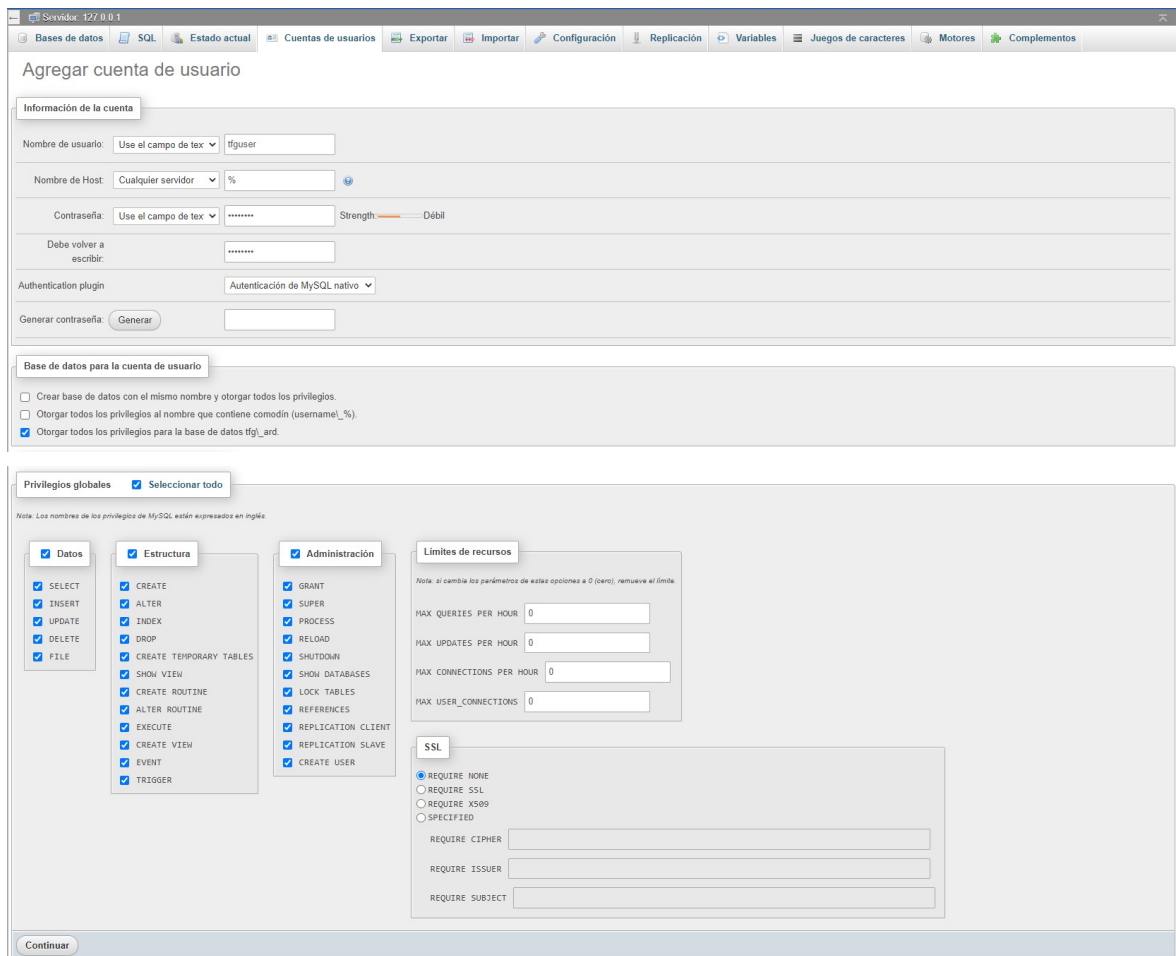 Servidor: 127.0.0.1
Bases de datos SQL Estado actual Cuentas de usuarios Exportar Importar Configuración Replicación Variables Juegos de caracteres Motores Complementos
Agregar cuenta de usuario
Información de la cuenta
Nombre de usuario: Use el campo de tex tfguser
Nombre de Host: Cualquier servidor %
Contraseña: Use el campo de tex •••••••• Strength: Débil
Debe volver a
escribir: ••••••••
Authentication plugin Autenticación de MySQL nativo
Generar contraseña: Generar
Base de datos para la cuenta de usuario
Crear base de datos con el mismo nombre y otorgar todos los privilegios.
Otorgar todos los privilegios al nombre que contiene comodín (username\_%).
Otorgar todos los privilegios para la base de datos tfg\_ard.
Privilegios globales Seleccionar todo
Nota: Los nombres de los privilegios de MySQL están expresados en inglés.
Datos
SELECT
INSERT
UPDATE
DELETE
FILE
Estructura
CREATE
ALTER
INDEX
DROP
CREATE TEMPORARY TABLES
SHOW VIEW
CREATE ROUTINE
ALTER ROUTINE
EXECUTE
CREATE VIEW
EVENT
TRIGGER
Administración
GRANT
SUPER
PROCESS
RELOAD
SHUTDOWN
SHOW DATABASES
LOCK TABLES
REFERENCES
REPLICATION CLIENT
REPLICATION SLAVE
CREATE USER
Límites de recursos
Nota: si cambia los parámetros de estas opciones a 0 (cero), remueve el límite.
MAX QUERIES PER HOUR 0
MAX UPDATES PER HOUR 0
MAX CONNECTIONS PER HOUR 0
MAX USER_CONNECTIONS 0
SSL
REQUIRE NONE
REQUIRE SSL
REQUIRE X509
SPECIFIED
REQUIRE CIPHER
REQUIRE ISSUER
REQUIRE SUBJECT
Continuar